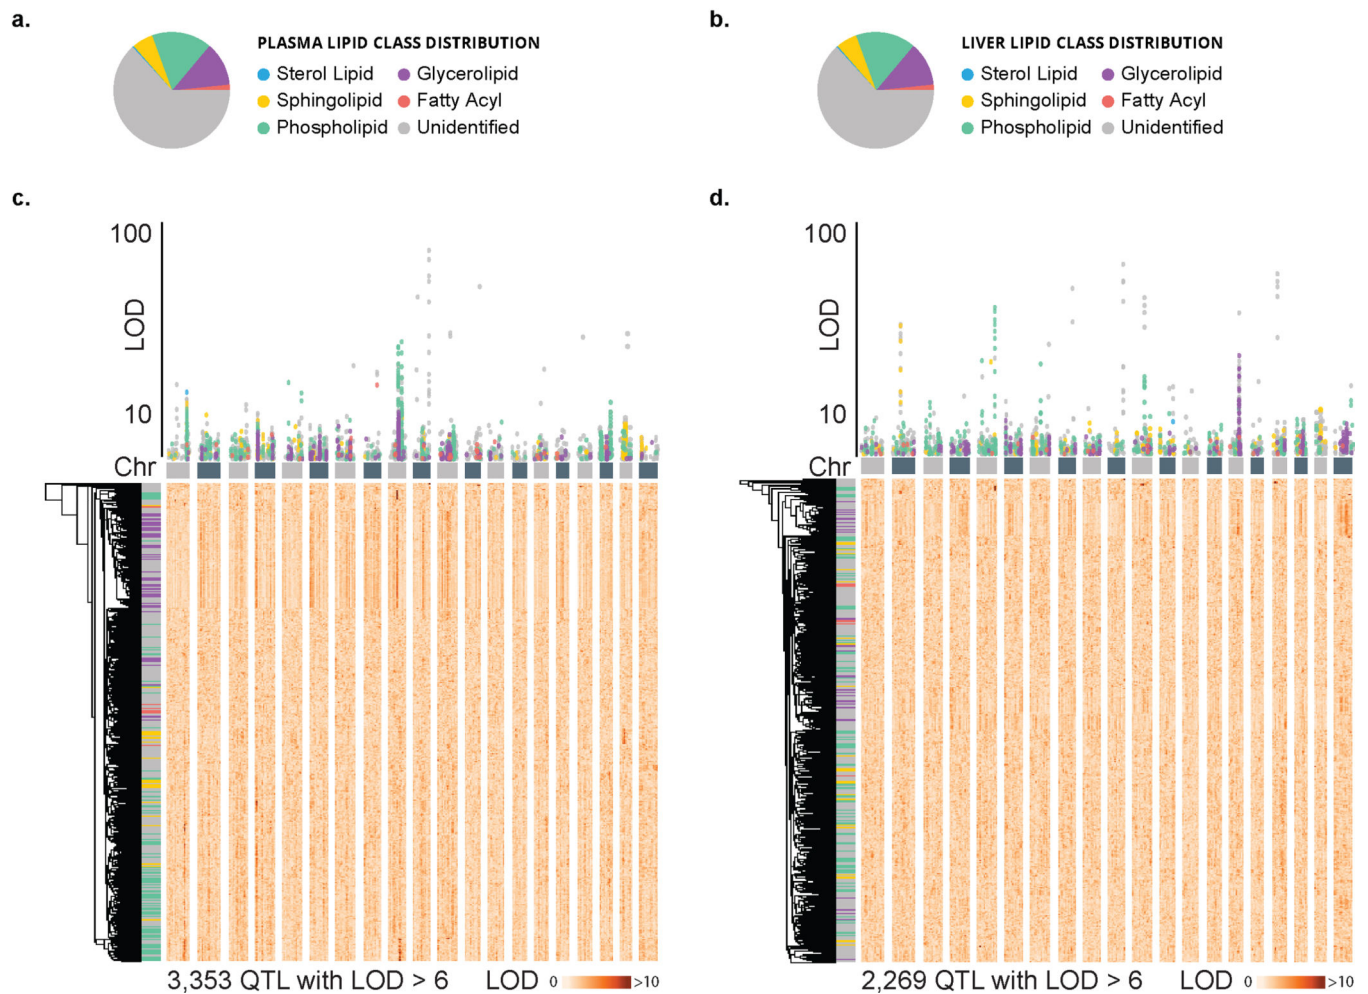 a.
PLASMA LIPID CLASS DISTRIBUTION
Sterol Lipid
Glycerolipid
Sphingolipid
Fatty Acyl
Phospholipid
Unidentified
b.
LIVER LIPID CLASS DISTRIBUTION
Sterol Lipid
Glycerolipid
Sphingolipid
Fatty Acyl
Phospholipid
Unidentified
c.
100
LOD
10
Chr
3,353 QTL with LOD > 6
LOD 0 >10
d.
100
LOD
10
Chr
2,269 QTL with LOD > 6
LOD 0 >10